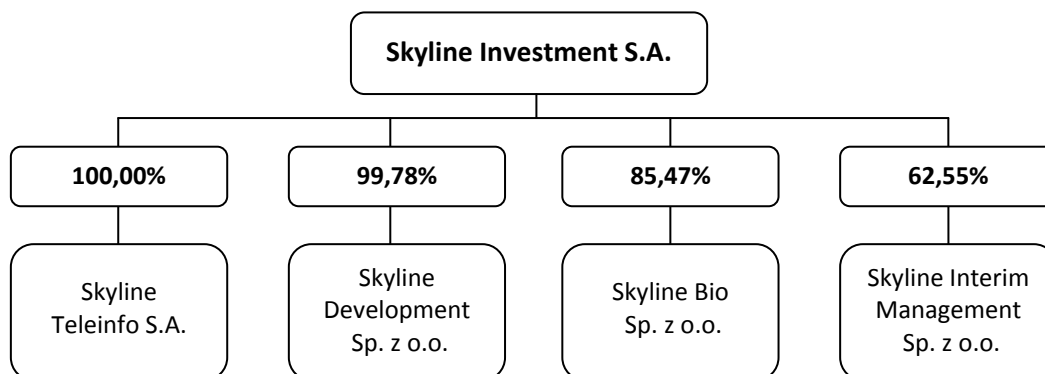 Skyline Investment S.A.
100,00%
99,78%
85,47%
62,55%
Skyline
Teleinfo S.A.
Skyline
Development
Sp. z o.o.
Skyline Bio
Sp. z o.o.
Skyline Interim
Management
Sp. z o.o.